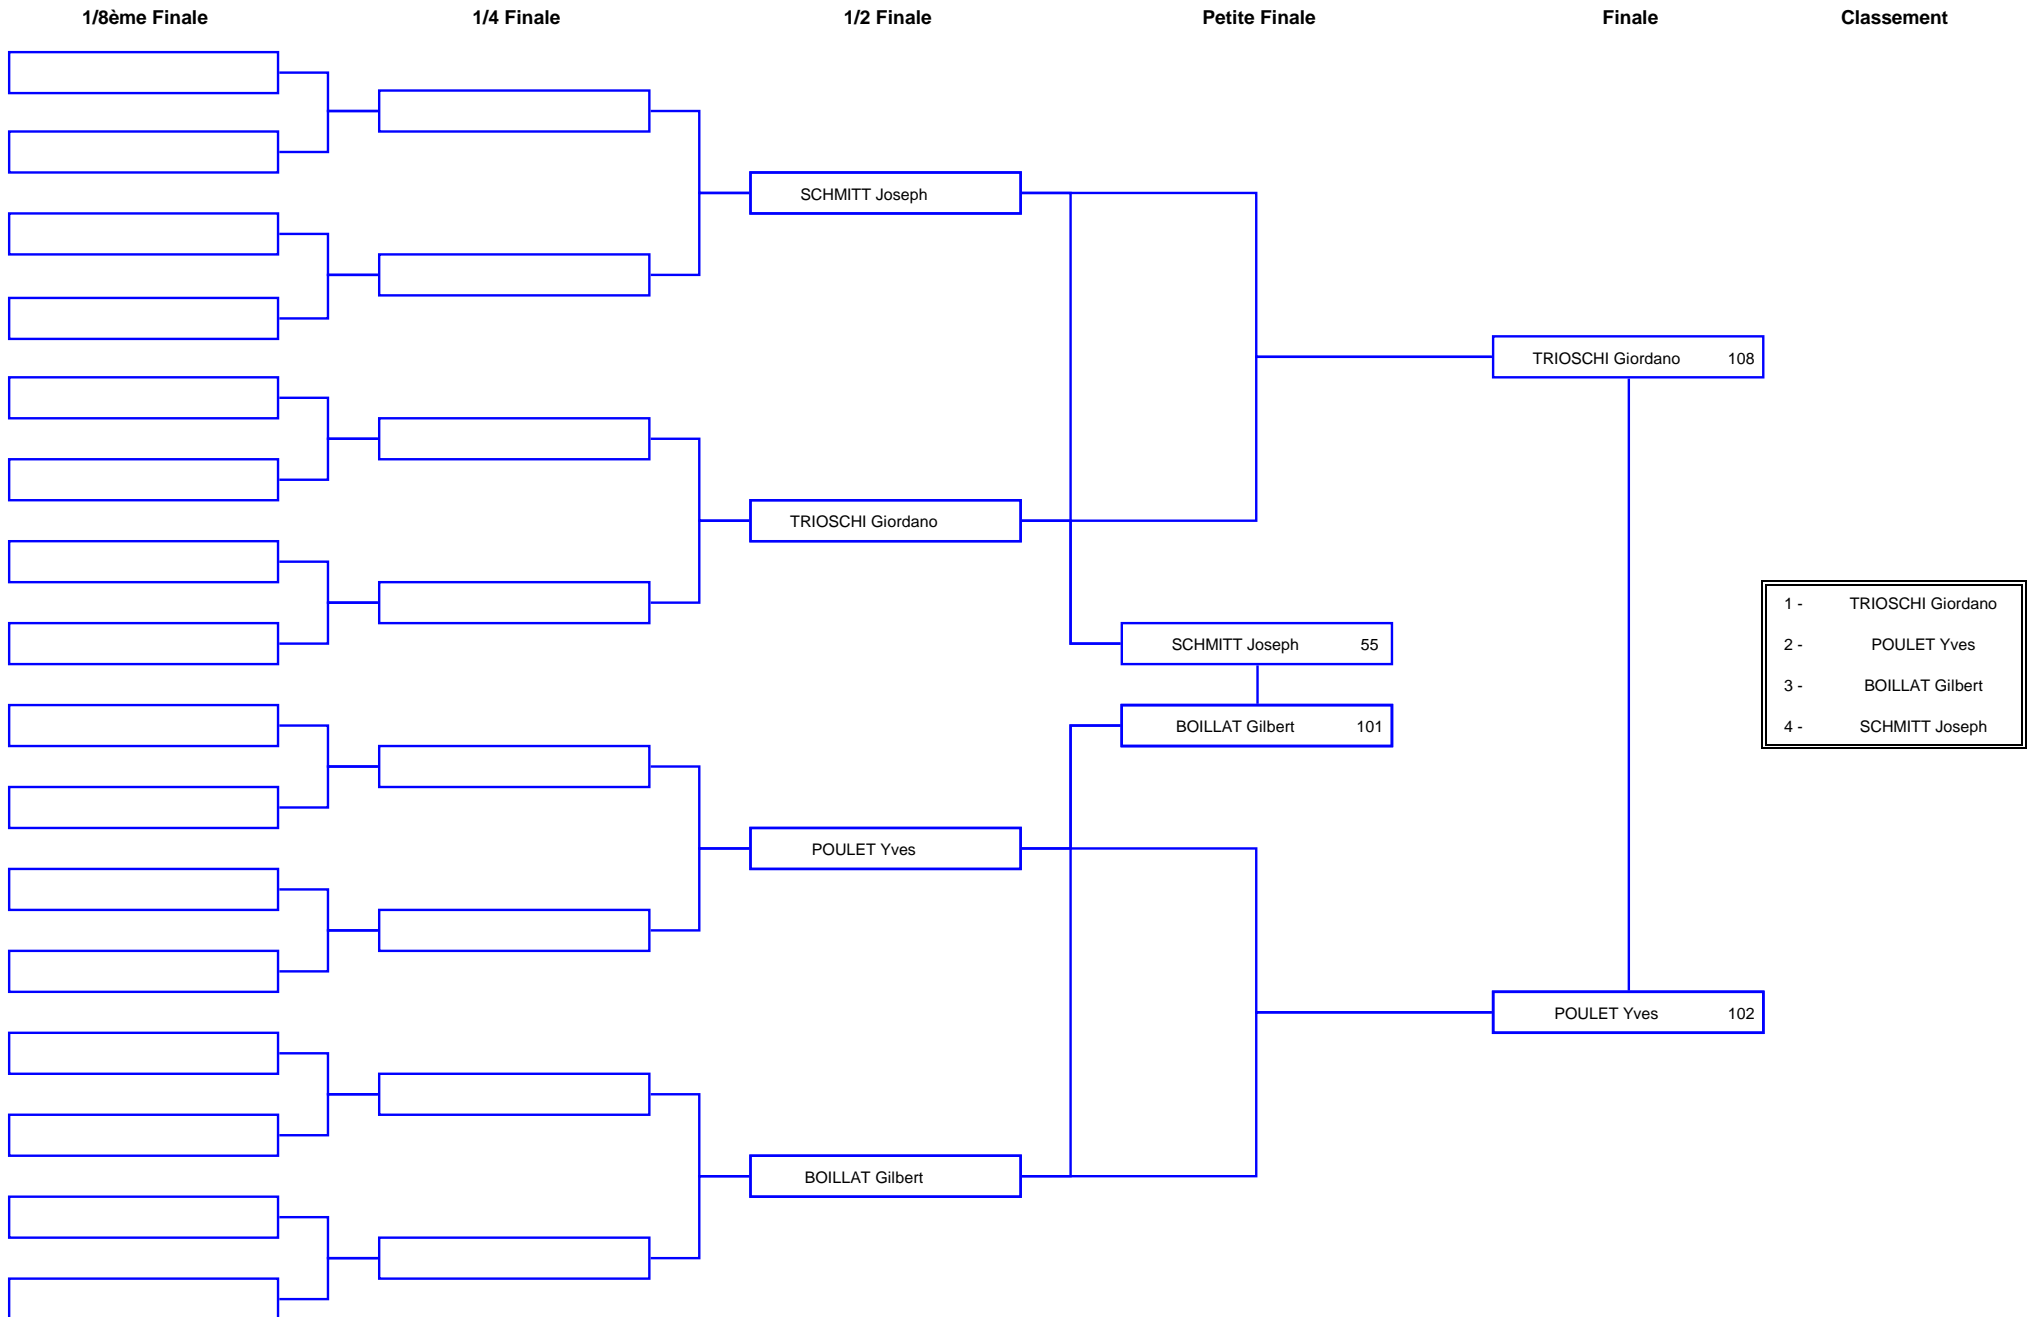 1/8ème Finale 1/4 Finale 1/2 Finale Petite Finale Finale Classement
SCHMITT Joseph
TRIOSCHI Giordano 108
TRIOSCHI Giordano
1 - TRIOSCHI Giordano
SCHMITT Joseph 55
2 - POULET Yves
3 - BOILLAT Gilbert
BOILLAT Gilbert 101
4 - SCHMITT Joseph
POULET Yves
POULET Yves 102
BOILLAT Gilbert